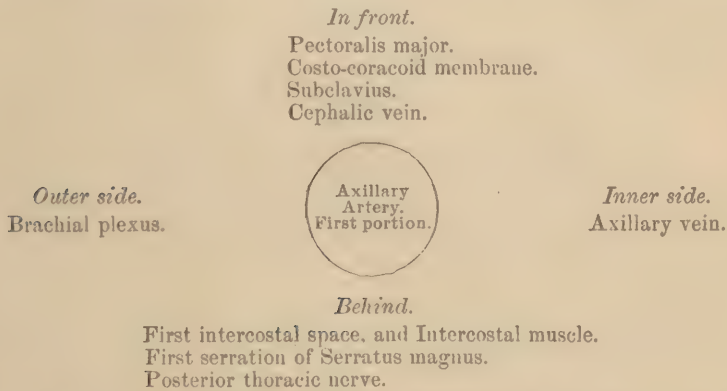 In front.
Pectoralis major.
Costo-coracoid membrane.
Subclavius.
Cephalic vein.
Outer side.
Brachial plexus.
Axillary
Artery.
First portion.
Inner side.
Axillary vein.
Behind.
First intercostal space, and Intercostal muscle.
First serration of Serratus magnus.
Posterior thoracic nerve.